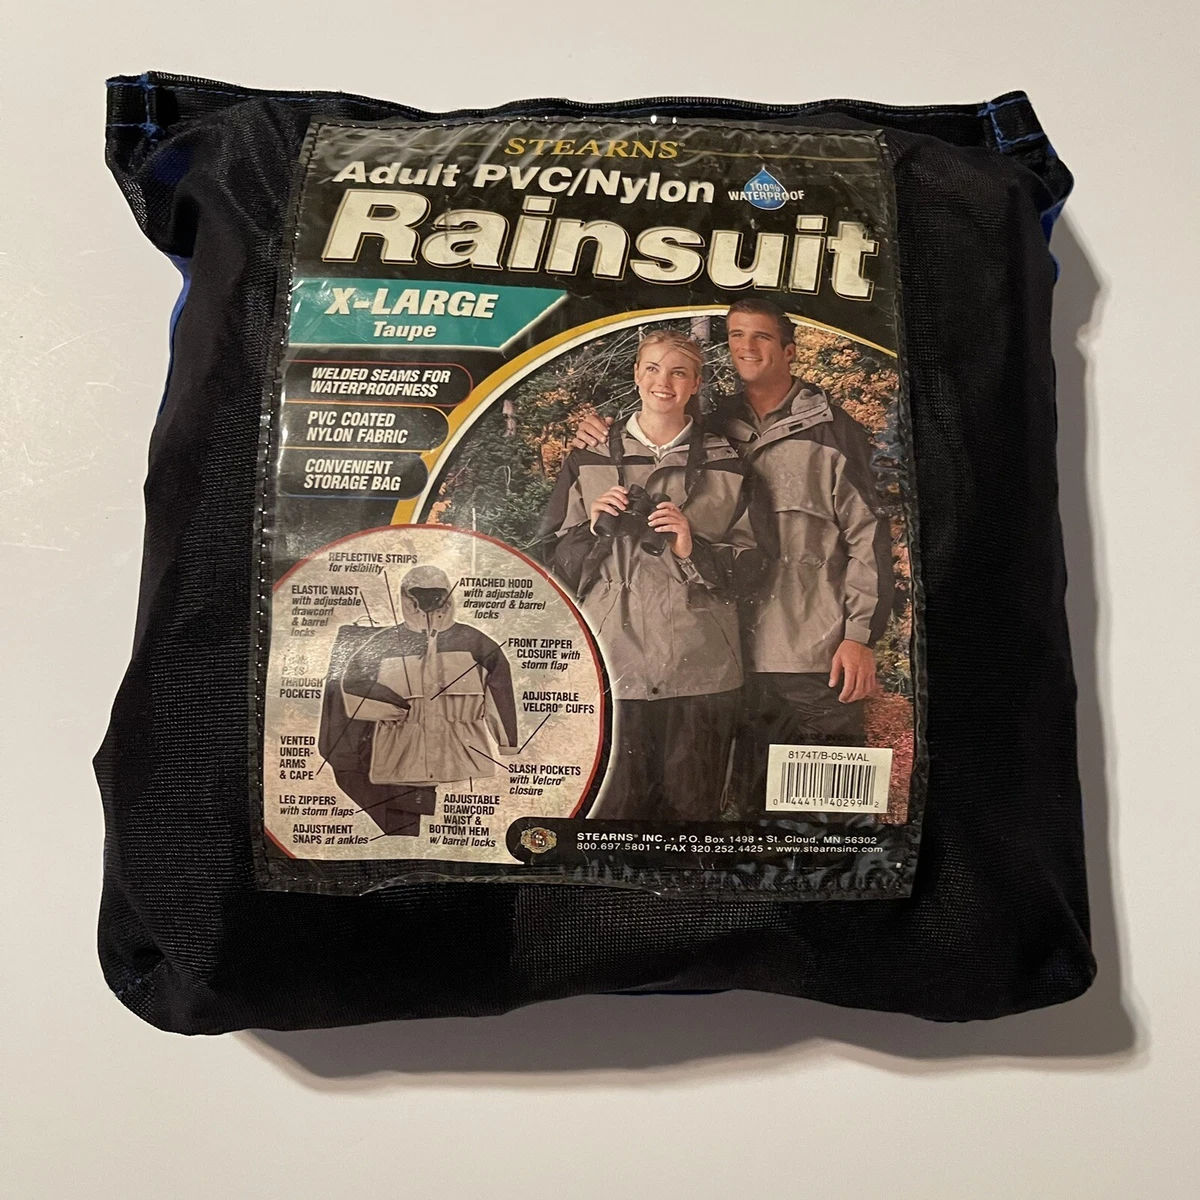 STEARNS®
Adult PVC/Nylon
100%
WATERPROOF
Rainsuit
X-LARGE
Taupe
WELDED SEAMS FOR
WATERPROOFNESS
PVC COATED
NYLON FABRIC
CONVENIENT
STORAGE BAG
REFLECTIVE STRIPS
for visibility
ELASTIC WAIST
with adjustable
drawcord
& barrel
locks
ATTACHED HOOD
with adjustable
drawcord & barrel
locks
FRONT ZIPPER
CLOSURE with
storm flap
THROUGH
POCKETS
ADJUSTABLE
VELCRO® CUFFS
VENTED
UNDER-
ARMS
& CAPE
SLASH POCKETS
with Velcro®
closure
LEG ZIPPERS
with storm flaps
ADJUSTABLE
DRAWCORD
WAIST &
BOTTOM HEM
w/ barrel locks
ADJUSTMENT
SNAPS at ankles
MADE IN CHINA
8174T/B-05-WAL
0 44411 40299 2
STEARNS® INC. • P.O. Box 1498 • St. Cloud, MN 56302
800.697.5801 • FAX 320.252.4425 • www.stearnsinc.com